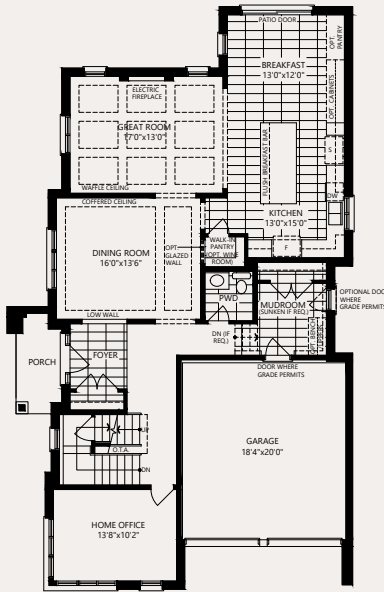 PATIO DOOR
OPT. PANTRY
BREAKFAST
13'0"x12'0"
OPT. CABINETS
ELECTRIC
FIREPLACE
GREAT ROOM
17'0"x13'0"
FLUSH BREAKFAST BAR
S
WAFFLE CEILING
COFFERED CEILING
DW
KITCHEN
13'0"x15'0"
F
DINING ROOM
16'0"x13'6"
OPT.
GLAZED
WALL
WALK-IN
PANTRY
(OPT. WINE
ROOM)
PWD
MUDROOM
(SUNKEN IF REQ.)
OPTIONAL DOOR
WHERE
GRADE PERMITS
OPT. BENCH
LOW WALL
DN (IF
REQ.)
DOOR WHERE
GRADE PERMITS
PORCH
FOYER
UP
O.T.A.
DN
GARAGE
18'4"x20'0"
HOME OFFICE
13'8"x10'2"